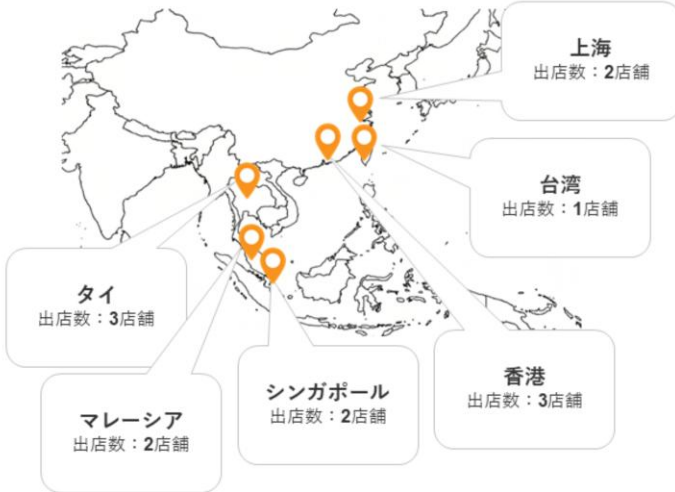 上海
出店数：2店舗
台湾
出店数：1店舗
タイ
出店数：3店舗
香港
出店数：3店舗
シンガポール
出店数：2店舗
マレーシア
出店数：2店舗